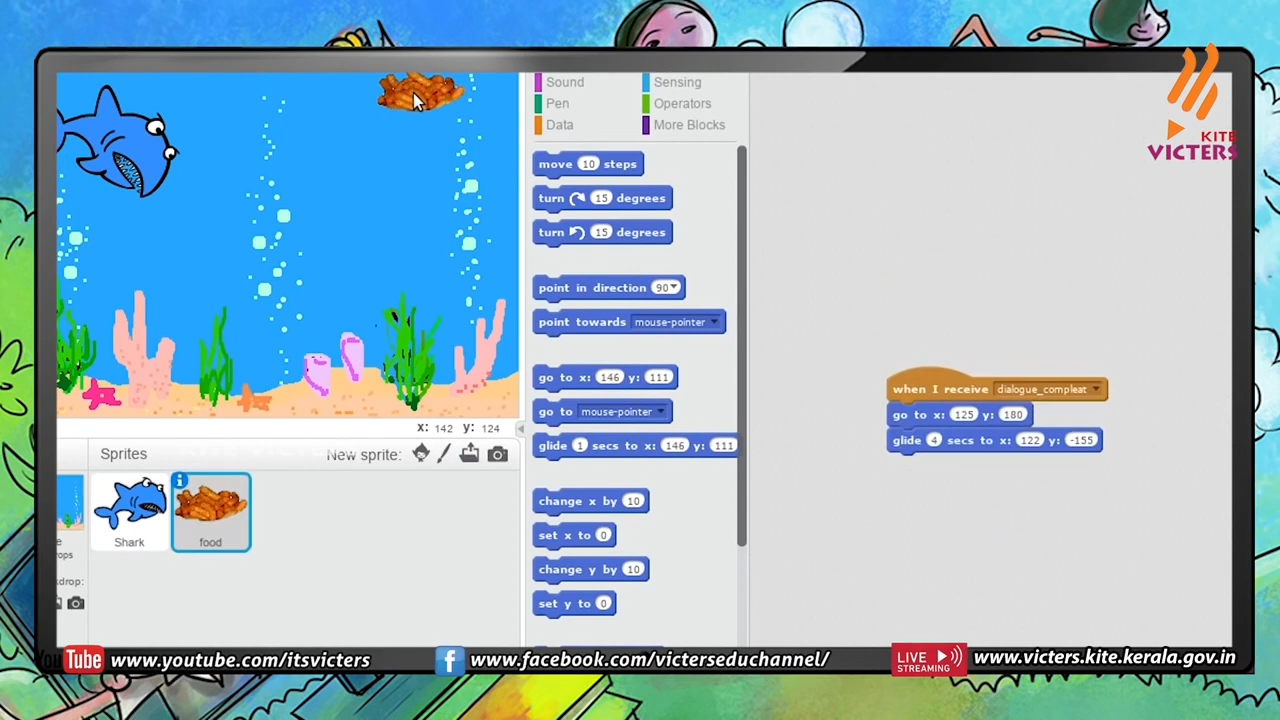 Sound
Sensing
Pen
Operators
Data
More Blocks
KITE
VICTERS
move 10 steps
turn 15 degrees
turn 15 degrees
point in direction 90
point towards mouse-pointer
go to x: 146 y: 111
go to mouse-pointer
glide 1 secs to x: 146 y: 111
change x by 10
set x to 0
change y by 10
set y to 0
when I receive dialogue_compleat
go to x: 125 y: 180
glide 4 secs to x: 122 y: -155
x: 142 y: 124
Sprites
New sprite:
Shark
food
e
ops
kdrop:
YouTube www.youtube.com/itsvicters
f www.facebook.com/victerseduchannel/
LIVE STREAMING
www.victers.kite.kerala.gov.in